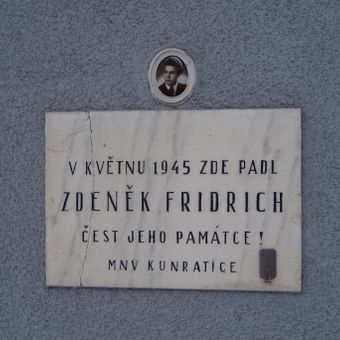 V KVĚTNU 1945 ZDE PADL
ZDENĚK FRIDRICH
ČEST JEHO PAMÁTCE!
MNV KUNRATICE